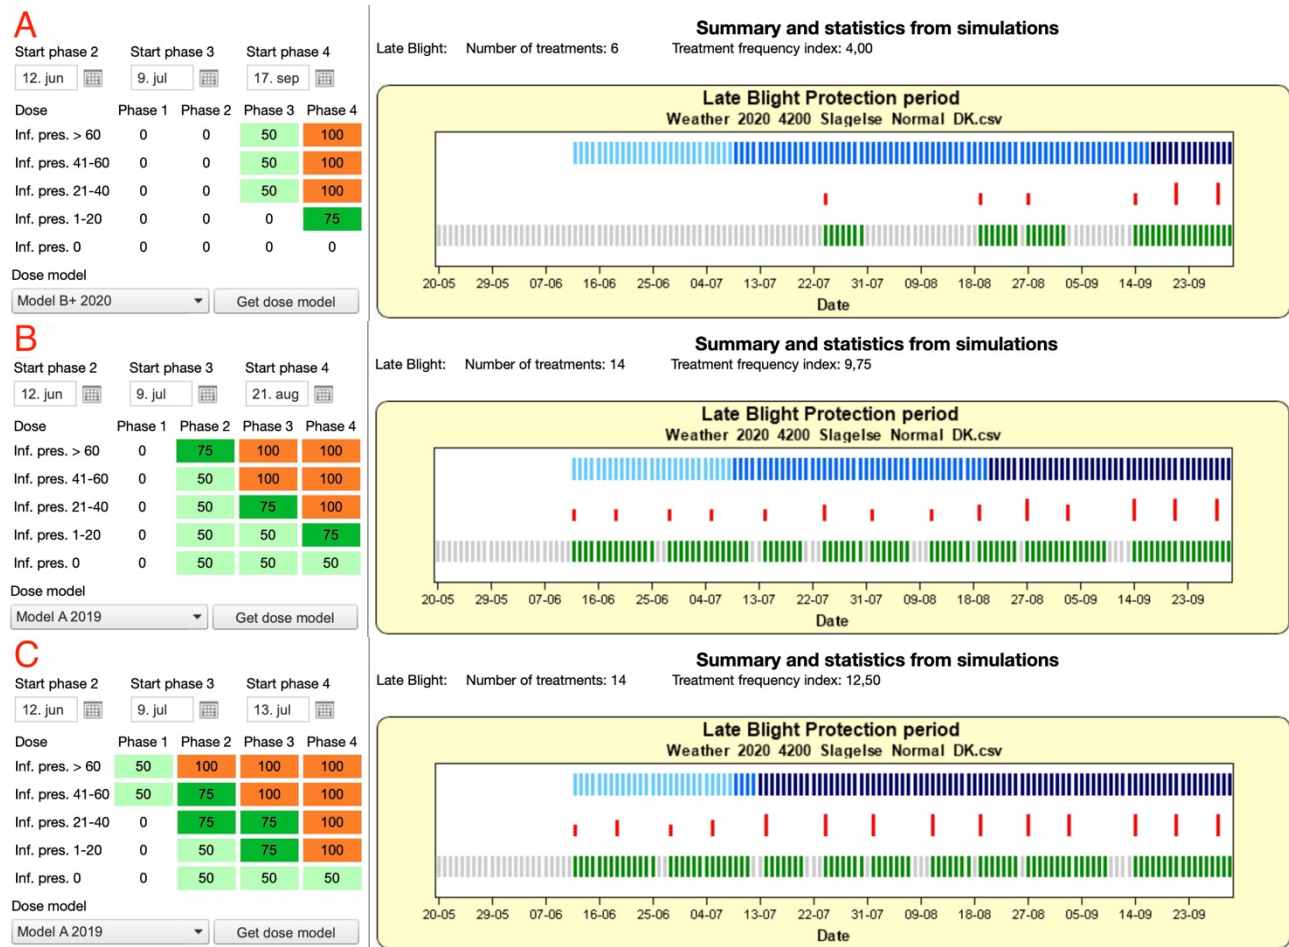 A
Start phase 2 Start phase 3 Start phase 4
12. jun 9. jul 17. sep
Dose Phase 1 Phase 2 Phase 3 Phase 4
Inf. pres. > 60 0 0 50 100
Inf. pres. 41-60 0 0 50 100
Inf. pres. 21-40 0 0 50 100
Inf. pres. 1-20 0 0 0 75
Inf. pres. 0 0 0 0 0
Dose model
Model B+ 2020 Get dose model
Summary and statistics from simulations
Late Blight: Number of treatments: 6 Treatment frequency index: 4,00
Late Blight Protection period
Weather 2020 4200 Slagelse Normal DK.csv
20-05 29-05 07-06 16-06 25-06 04-07 13-07 22-07 31-07 09-08 18-08 27-08 05-09 14-09 23-09
Date
B
Start phase 2 Start phase 3 Start phase 4
12. jun 9. jul 21. aug
Dose Phase 1 Phase 2 Phase 3 Phase 4
Inf. pres. > 60 0 75 100 100
Inf. pres. 41-60 0 50 100 100
Inf. pres. 21-40 0 50 75 100
Inf. pres. 1-20 0 50 50 75
Inf. pres. 0 0 50 50 50
Dose model
Model A 2019 Get dose model
Summary and statistics from simulations
Late Blight: Number of treatments: 14 Treatment frequency index: 9,75
Late Blight Protection period
Weather 2020 4200 Slagelse Normal DK.csv
20-05 29-05 07-06 16-06 25-06 04-07 13-07 22-07 31-07 09-08 18-08 27-08 05-09 14-09 23-09
Date
C
Start phase 2 Start phase 3 Start phase 4
12. jun 9. jul 13. jul
Dose Phase 1 Phase 2 Phase 3 Phase 4
Inf. pres. > 60 50 100 100 100
Inf. pres. 41-60 50 75 100 100
Inf. pres. 21-40 0 75 75 100
Inf. pres. 1-20 0 50 75 100
Inf. pres. 0 0 50 50 50
Dose model
Model A 2019 Get dose model
Summary and statistics from simulations
Late Blight: Number of treatments: 14 Treatment frequency index: 12,50
Late Blight Protection period
Weather 2020 4200 Slagelse Normal DK.csv
20-05 29-05 07-06 16-06 25-06 04-07 13-07 22-07 31-07 09-08 18-08 27-08 05-09 14-09 23-09
Date